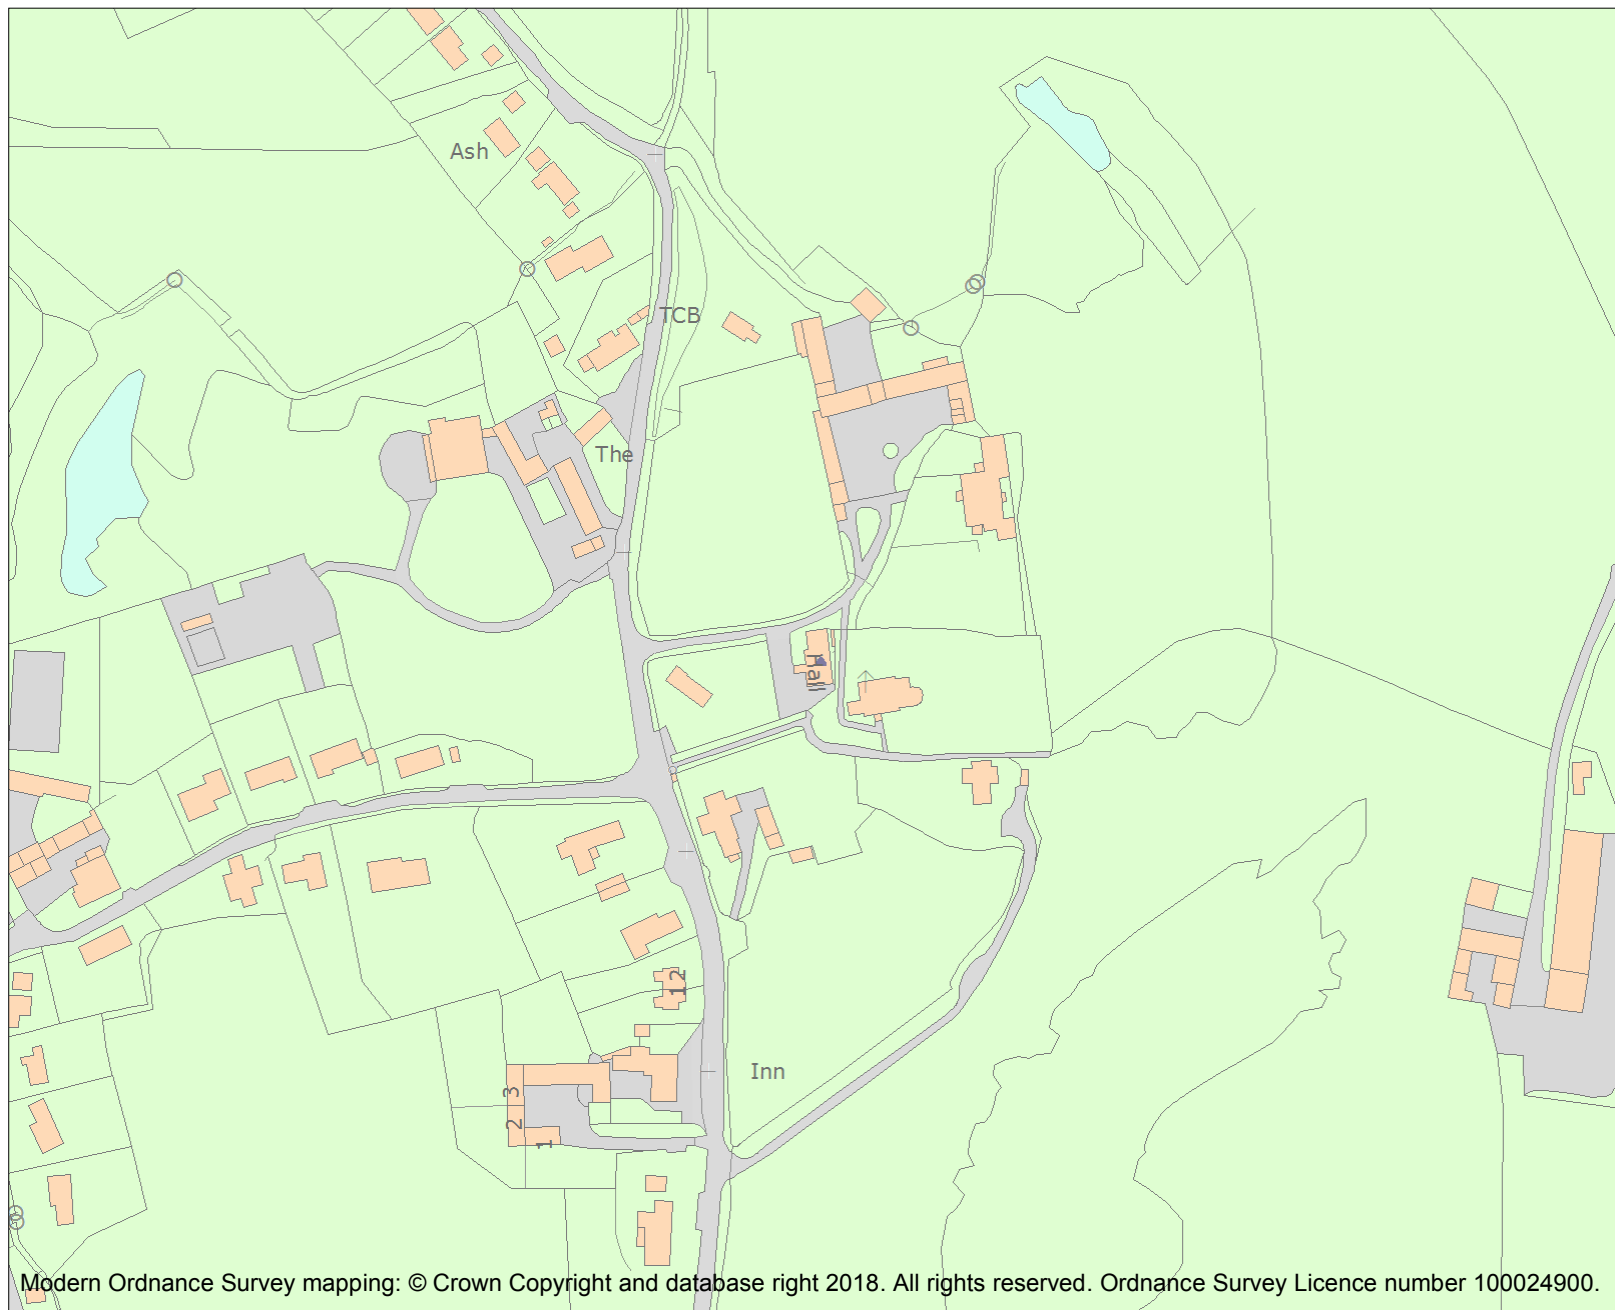 Ash
TCB
The
Hall
12
Inn
3
2
1
Modern Ordnance Survey mapping: © Crown Copyright and database right 2018. All rights reserved. Ordnance Survey Licence number 100024900.